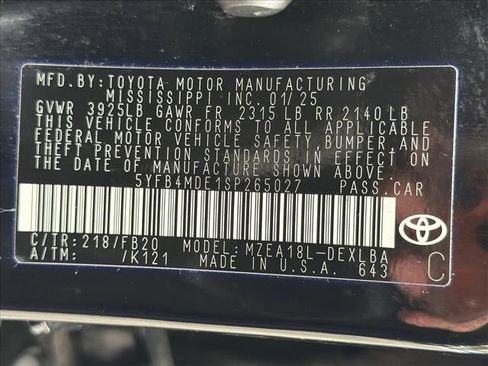 MFD.BY:TOYOTA MOTOR MANUFACTURING
MISSISSIPPI INC. 01/25
GVWR 3925LB GAWR FR 2315 LB RR 2140 LB
THIS VEHICLE CONFORMS TO ALL APPLICABLE
FEDERAL MOTOR VEHICLE SAFETY,BUMPER,AND
THEFT PREVENTION STANDARDS IN EFFECT ON
THE DATE OF MANUFACTURE SHOWN ABOVE.
5YFB4MDE1SP265027 PASS.CAR
C/TR:218/FB20 MODEL:MZEA18L-DEXLBA
A/TM: /K121 MADE IN U.S.A. 643
C